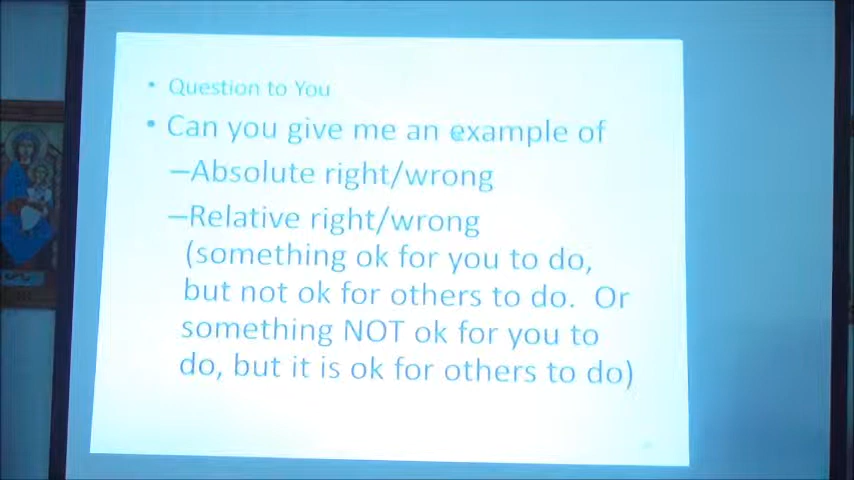 • Question to You
• Can you give me an example of
–Absolute right/wrong
–Relative right/wrong
(something ok for you to do,
but not ok for others to do.  Or
something NOT ok for you to
do, but it is ok for others to do)